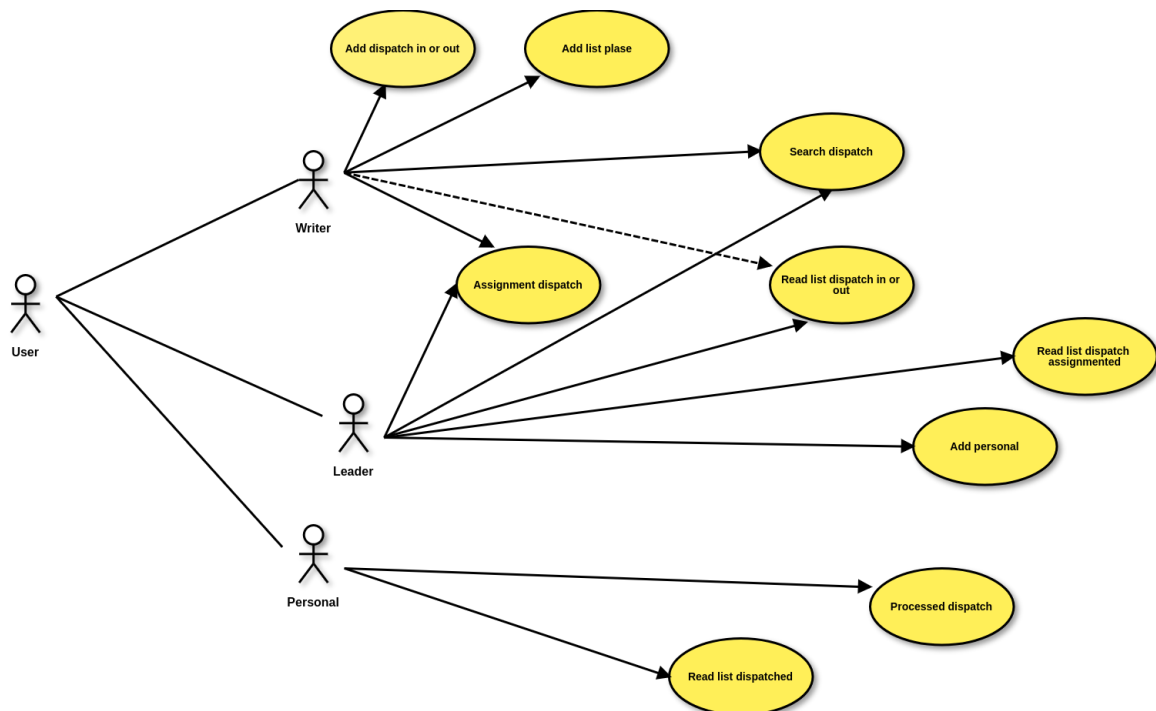 Add dispatch in or out
Add list plase
Search dispatch
Writer
Assignment dispatch
Read list dispatch in or
out
User
Read list dispatch
assignmented
Add personal
Leader
Personal
Processed dispatch
Read list dispatched